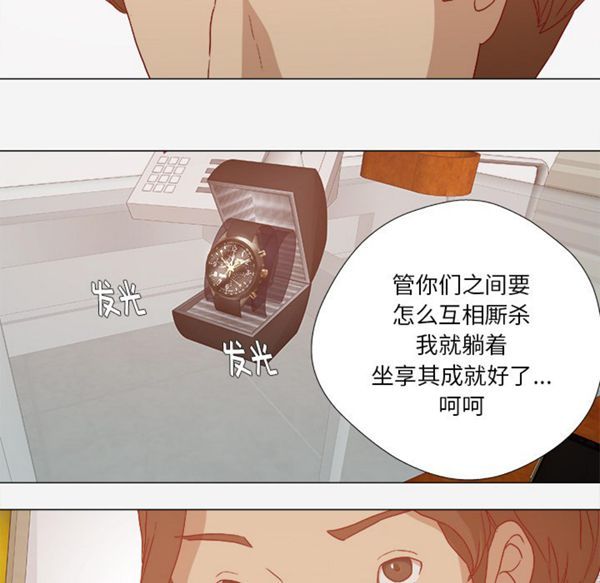 发光
发光
管你们之间要
怎么互相厮杀
我就躺着
坐享其成就好了...
呵呵